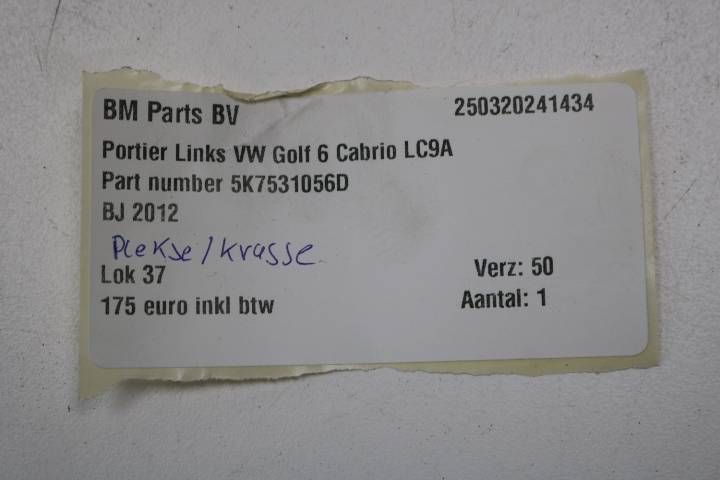 BM Parts BV 250320241434
Portier Links VW Golf 6 Cabrio LC9A
Part number 5K7531056D
BJ 2012
Plekse/krasse
Lok 37 Verz: 50
175 euro inkl btw Aantal: 1